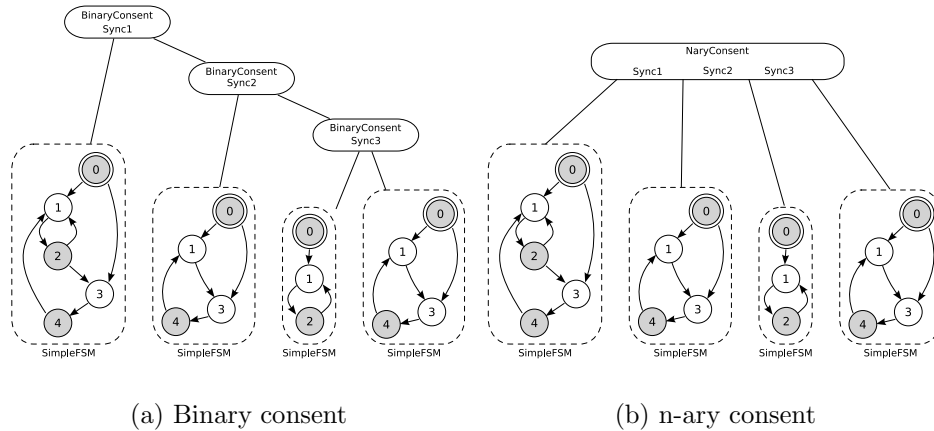 BinaryConsent
Sync1
BinaryConsent
Sync2
BinaryConsent
Sync3
0
1
2
3
4
SimpleFSM
0
1
3
4
SimpleFSM
0
1
2
SimpleFSM
0
1
3
4
SimpleFSM
(a) Binary consent
NaryConsent
Sync1 Sync2 Sync3
0
1
2
3
4
SimpleFSM
0
1
3
4
SimpleFSM
0
1
2
SimpleFSM
0
1
3
4
SimpleFSM
(b) n-ary consent